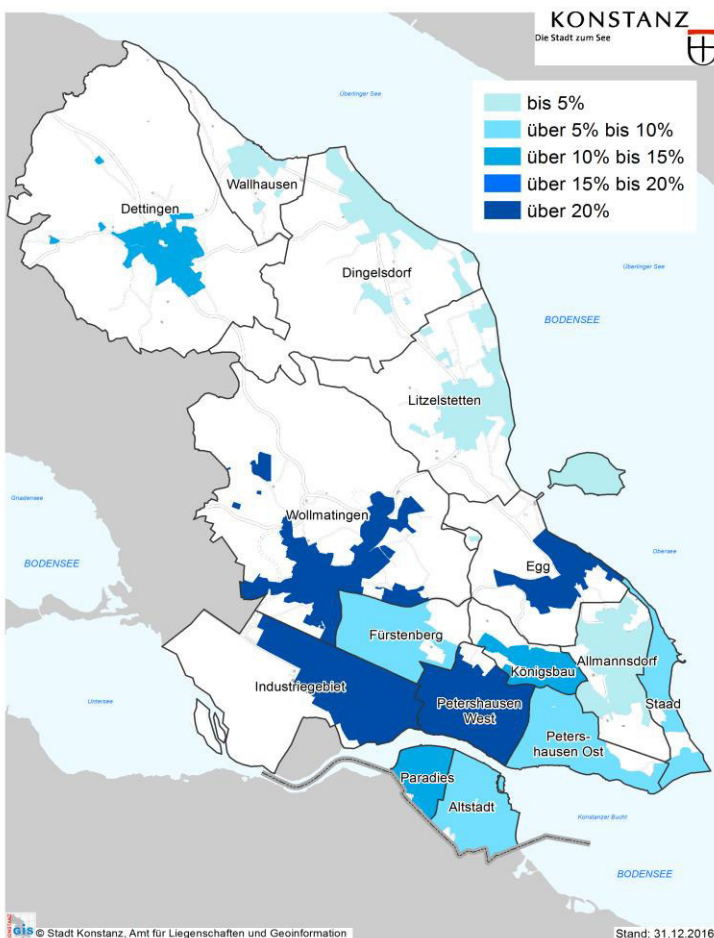 KONSTANZ
Die Stadt zum See
bis 5%
über 5% bis 10%
über 10% bis 15%
über 15% bis 20%
über 20%
Überlinger See
Wallhausen
Dettingen
Dingelsdorf
Überlinger See
BODENSEE
Litzelstetten
Gnadensee
Wollmatingen
Obersee
BODENSEE
Egg
Fürstenberg
Allmannsdorf
Königsbau
Industriegebiet
Untersee
Petershausen
West
Staad
Peters-
hausen Ost
Paradies
Altstadt
Konstanzer Bucht
BODENSEE
KONSTANZ
GIS © Stadt Konstanz, Amt für Liegenschaften und Geoinformation
Stand: 31.12.2016